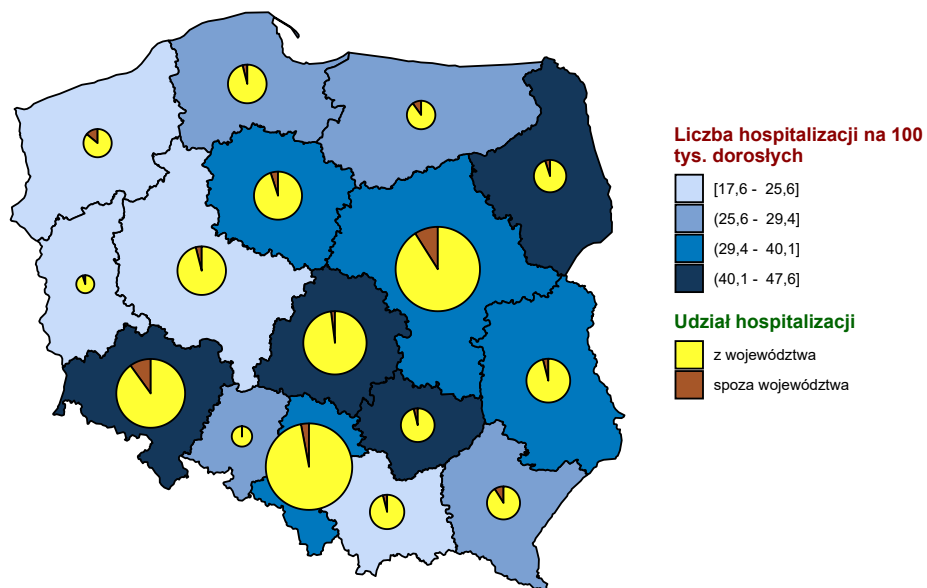 Liczba hospitalizacji na 100
tys. dorosłych
[17,6 - 25,6]
(25,6 - 29,4]
(29,4 - 40,1]
(40,1 - 47,6]
Udział hospitalizacji
z województwa
spoza województwa